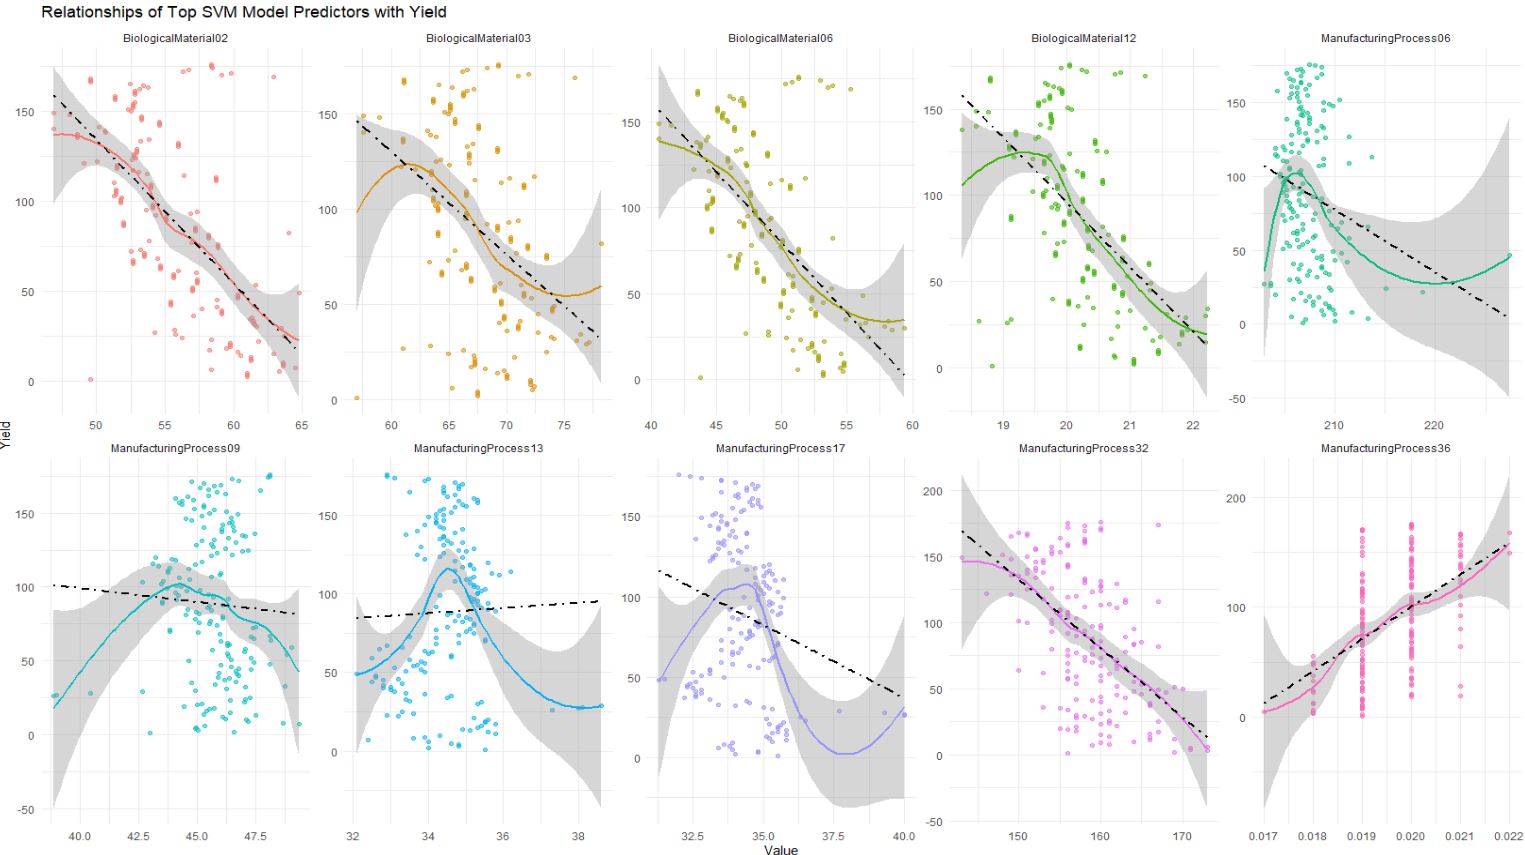 Relationships of Top SVM Model Predictors with Yield
BiologicalMaterial02
BiologicalMaterial03
BiologicalMaterial06
BiologicalMaterial12
ManufacturingProcess06
150
100
50
0
150
100
50
0
150
100
50
0
150
100
50
0
150
100
50
0
-50
50 55 60 65
60 65 70 75
40 45 50 55 60
19 20 21 22
210 220
Yield
ManufacturingProcess09
ManufacturingProcess13
ManufacturingProcess17
ManufacturingProcess32
ManufacturingProcess36
150
100
50
0
-50
150
100
50
0
150
100
50
0
200
150
100
50
0
-50
200
100
0
40.0 42.5 45.0 47.5
32 34 36 38
32.5 35.0 37.5 40.0
150 160 170
0.017 0.018 0.019 0.020 0.021 0.022
Value